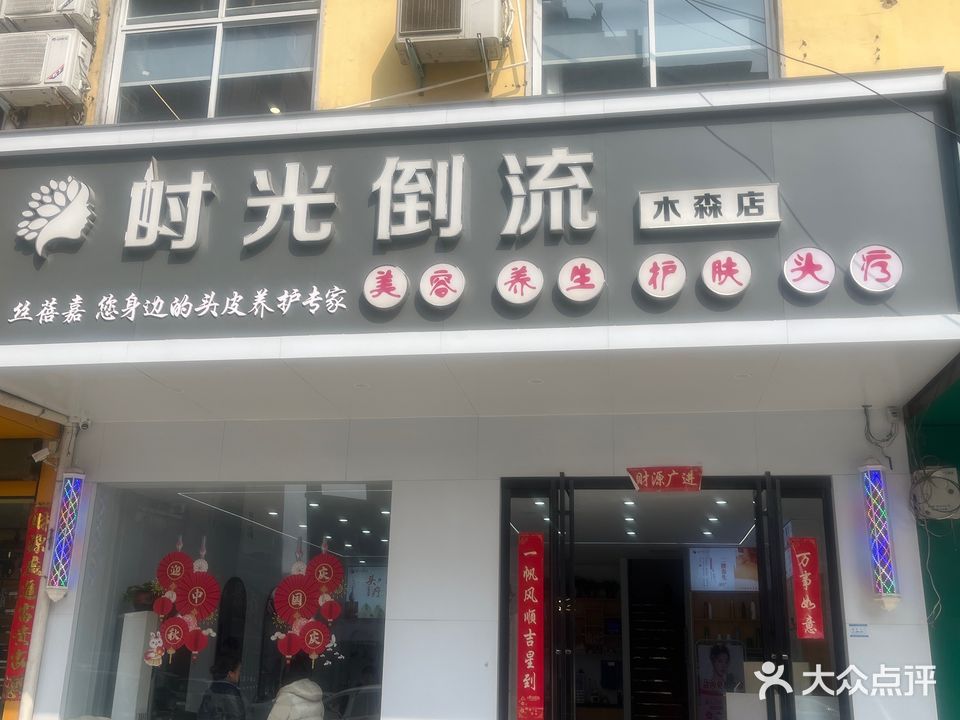 时光倒流
木森店
丝蓓嘉 您身边的头皮养护专家
美容 养生 护肤 头疗
财源广进
一帆风顺吉星到
万事如意
迎中秋
庆国庆
头疗
大众点评